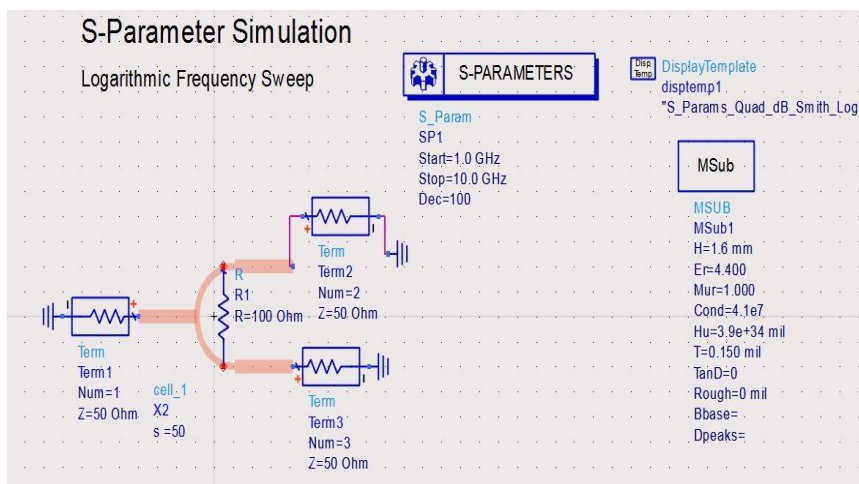 S-Parameter Simulation
Logarithmic Frequency Sweep
S-PARAMETERS
S_Param
SP1
Start=1.0 GHz
Stop=10.0 GHz
Dec=100
Disp
Temp
DisplayTemplate
disptemp1
"S_Params_Quad_dB_Smith_Log
MSub
MSUB
MSub1
H=1.6 mm
Er=4.400
Mur=1.000
Cond=4.1e7
Hu=3.9e+34 mil
T=0.150 mil
TanD=0
Rough=0 mil
Bbase=
Dpeaks=
Term
Term2
Num=2
Z=50 Ohm
R
R1
R=100 Ohm
Term
Term1
Num=1
Z=50 Ohm
cell_1
X2
s =50
Term
Term3
Num=3
Z=50 Ohm